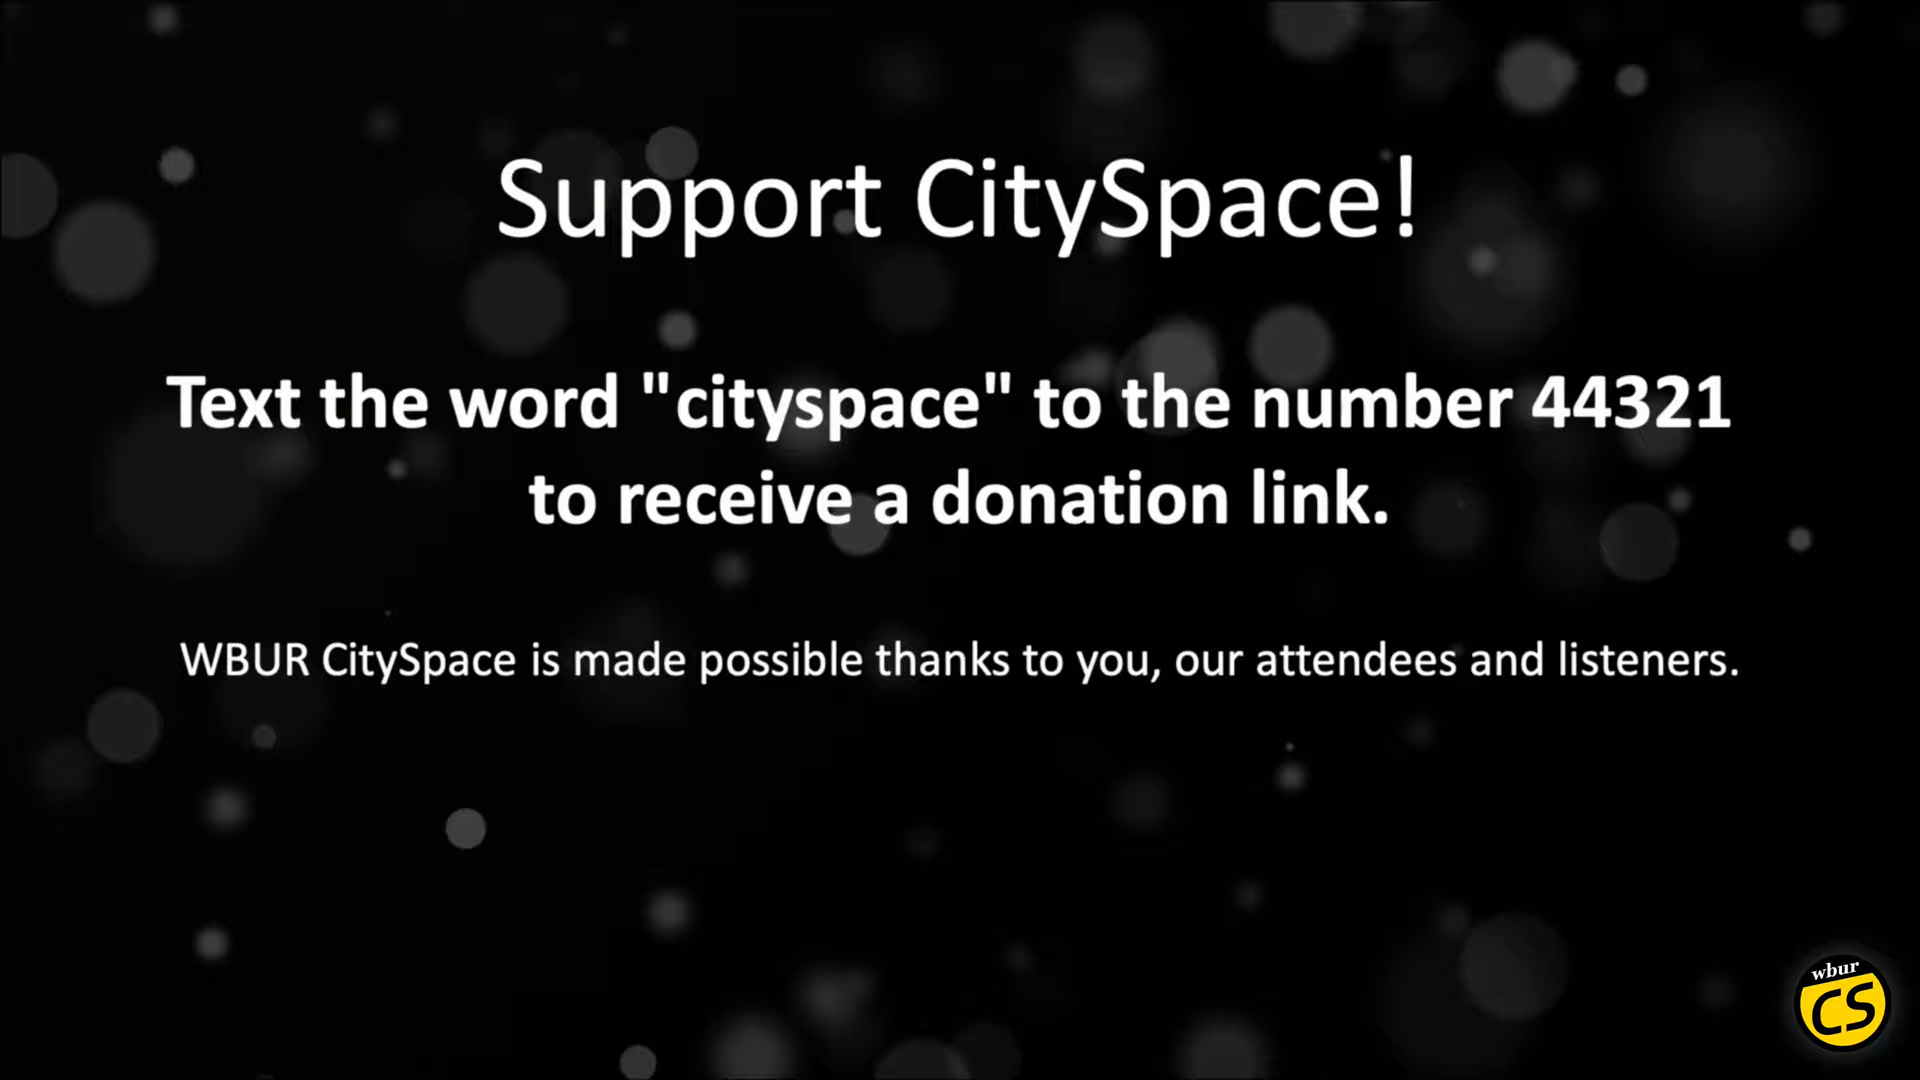 Support CitySpace!
Text the word "cityspace" to the number 44321
to receive a donation link.
WBUR CitySpace is made possible thanks to you, our attendees and listeners.
wbur
CS